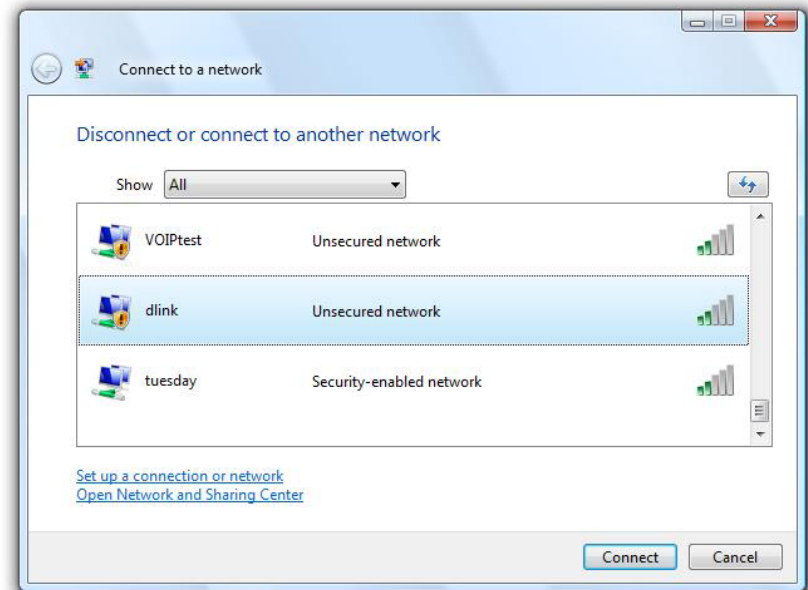 Connect to a network
Disconnect or connect to another network
Show All
VOIPtest Unsecured network
dlink Unsecured network
tuesday Security-enabled network
Set up a connection or network
Open Network and Sharing Center
Connect Cancel